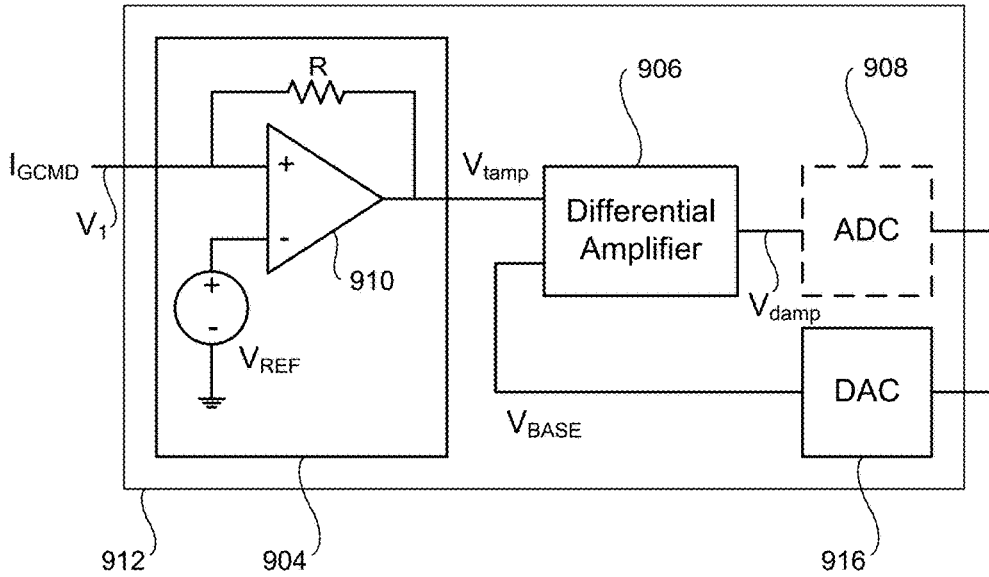 R
906
908
I_GCMD
V_1
+
-
910
V_tamp
Differential
Amplifier
ADC
V_damp
+
-
V_REF
V_BASE
DAC
912
904
916